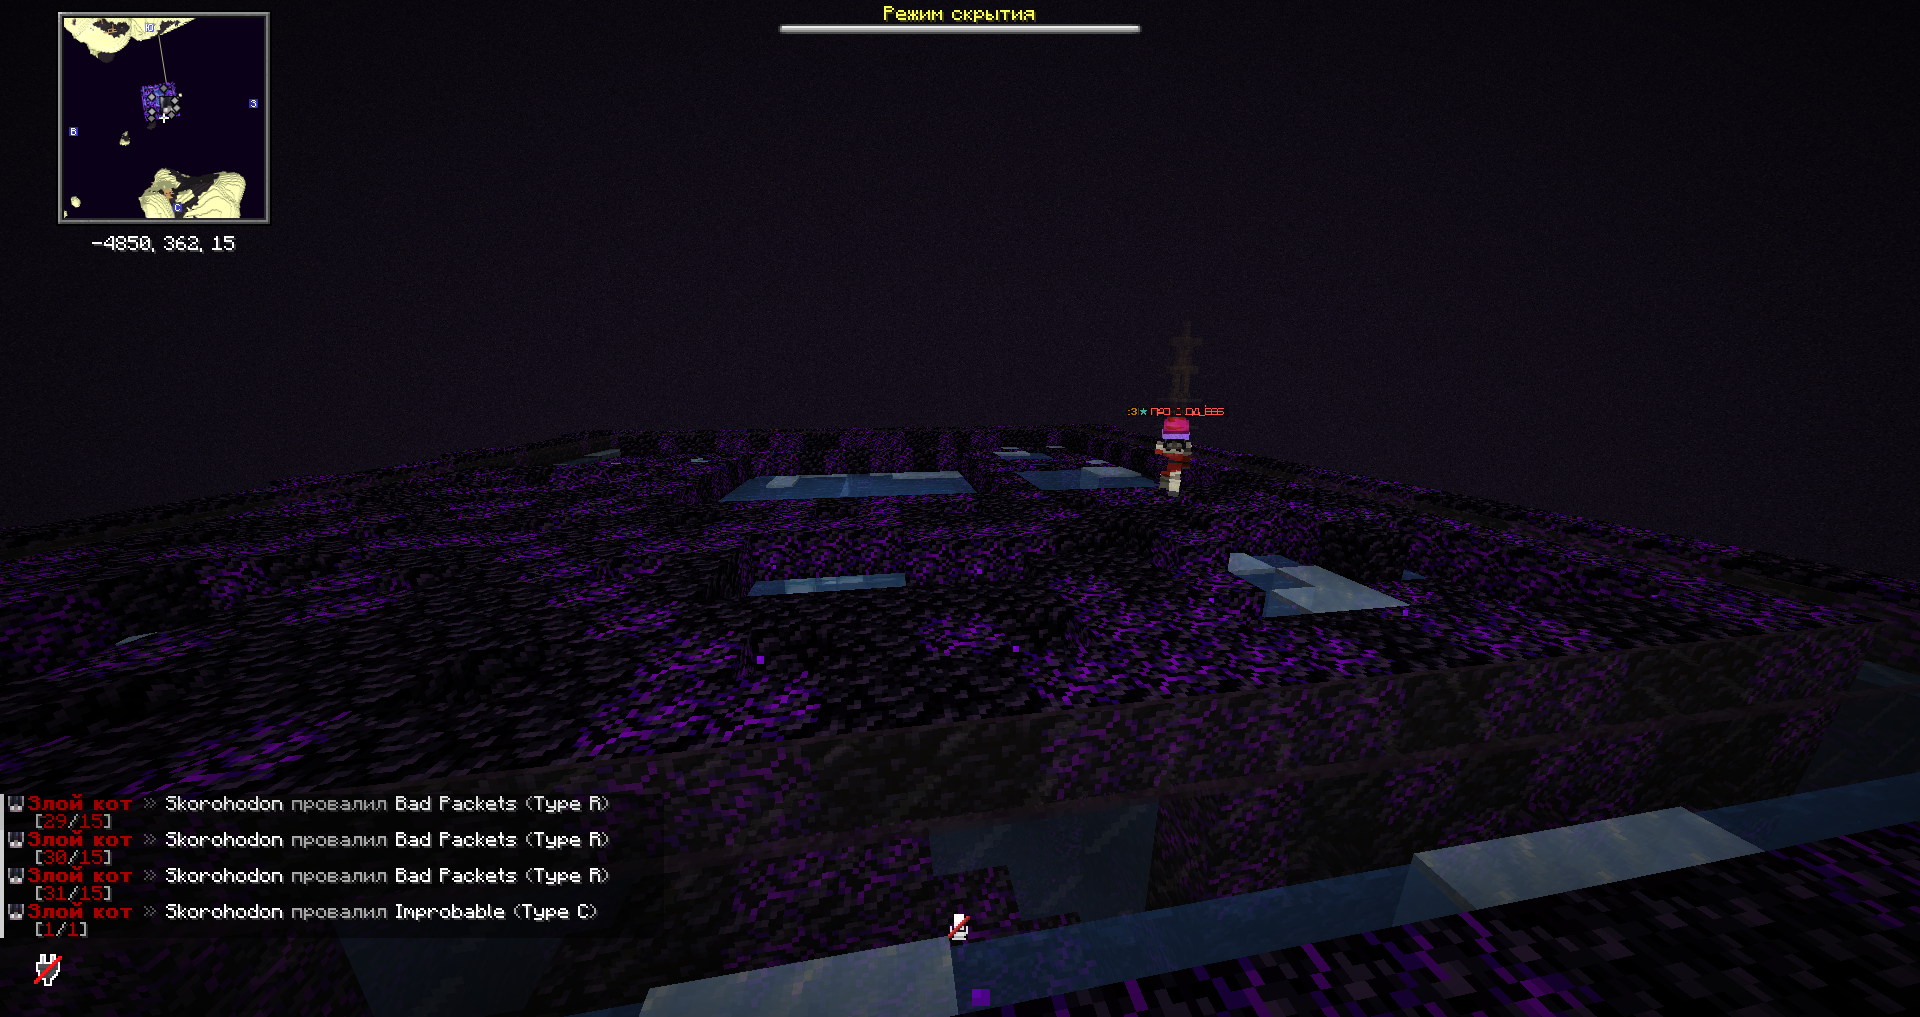 Режим скрытия
Ю
З
В
С
-4850, 362, 15
Злой кот » Skorohodon провалил Bad Packets (Type R)
[29/15]
Злой кот » Skorohodon провалил Bad Packets (Type R)
[30/15]
Злой кот » Skorohodon провалил Bad Packets (Type R)
[31/15]
Злой кот » Skorohodon провалил Improbable (Type C)
[1/1]